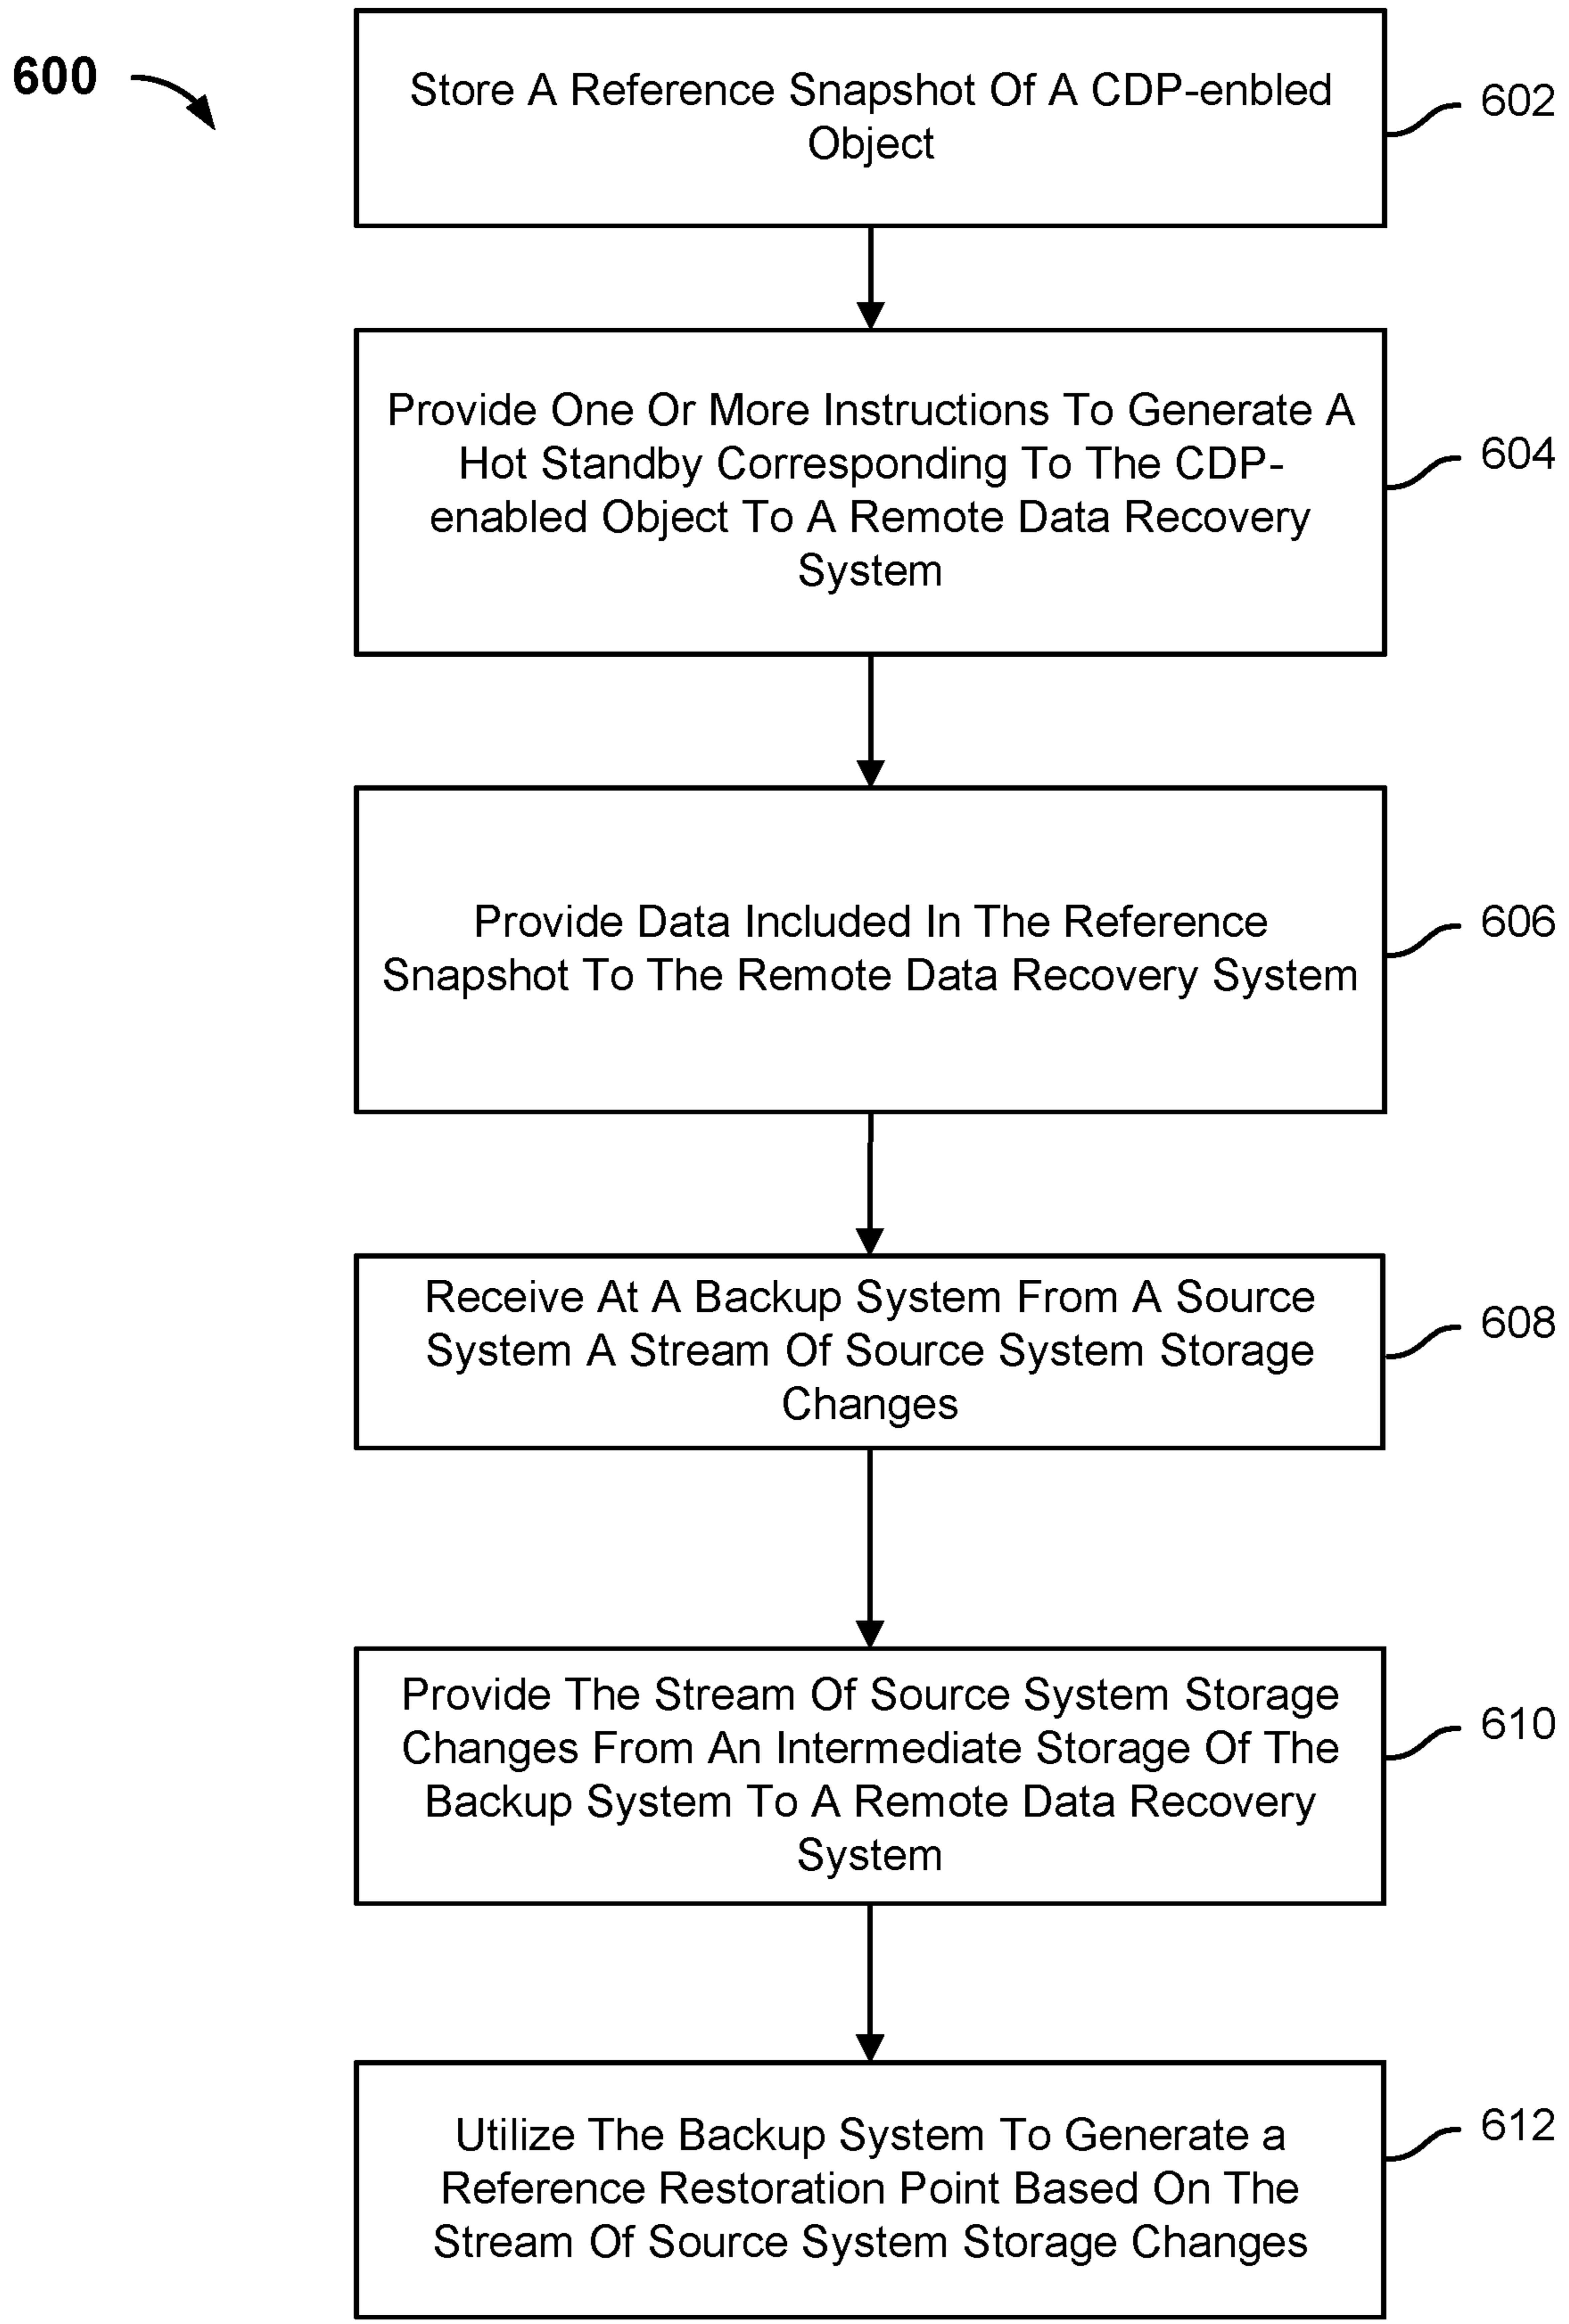 600
Store A Reference Snapshot Of A CDP-enbled
Object
602
Provide One Or More Instructions To Generate A
Hot Standby Corresponding To The CDP-
enabled Object To A Remote Data Recovery
System
604
Provide Data Included In The Reference
Snapshot To The Remote Data Recovery System
606
Receive At A Backup System From A Source
System A Stream Of Source System Storage
Changes
608
Provide The Stream Of Source System Storage
Changes From An Intermediate Storage Of The
Backup System To A Remote Data Recovery
System
610
Utilize The Backup System To Generate a
Reference Restoration Point Based On The
Stream Of Source System Storage Changes
612